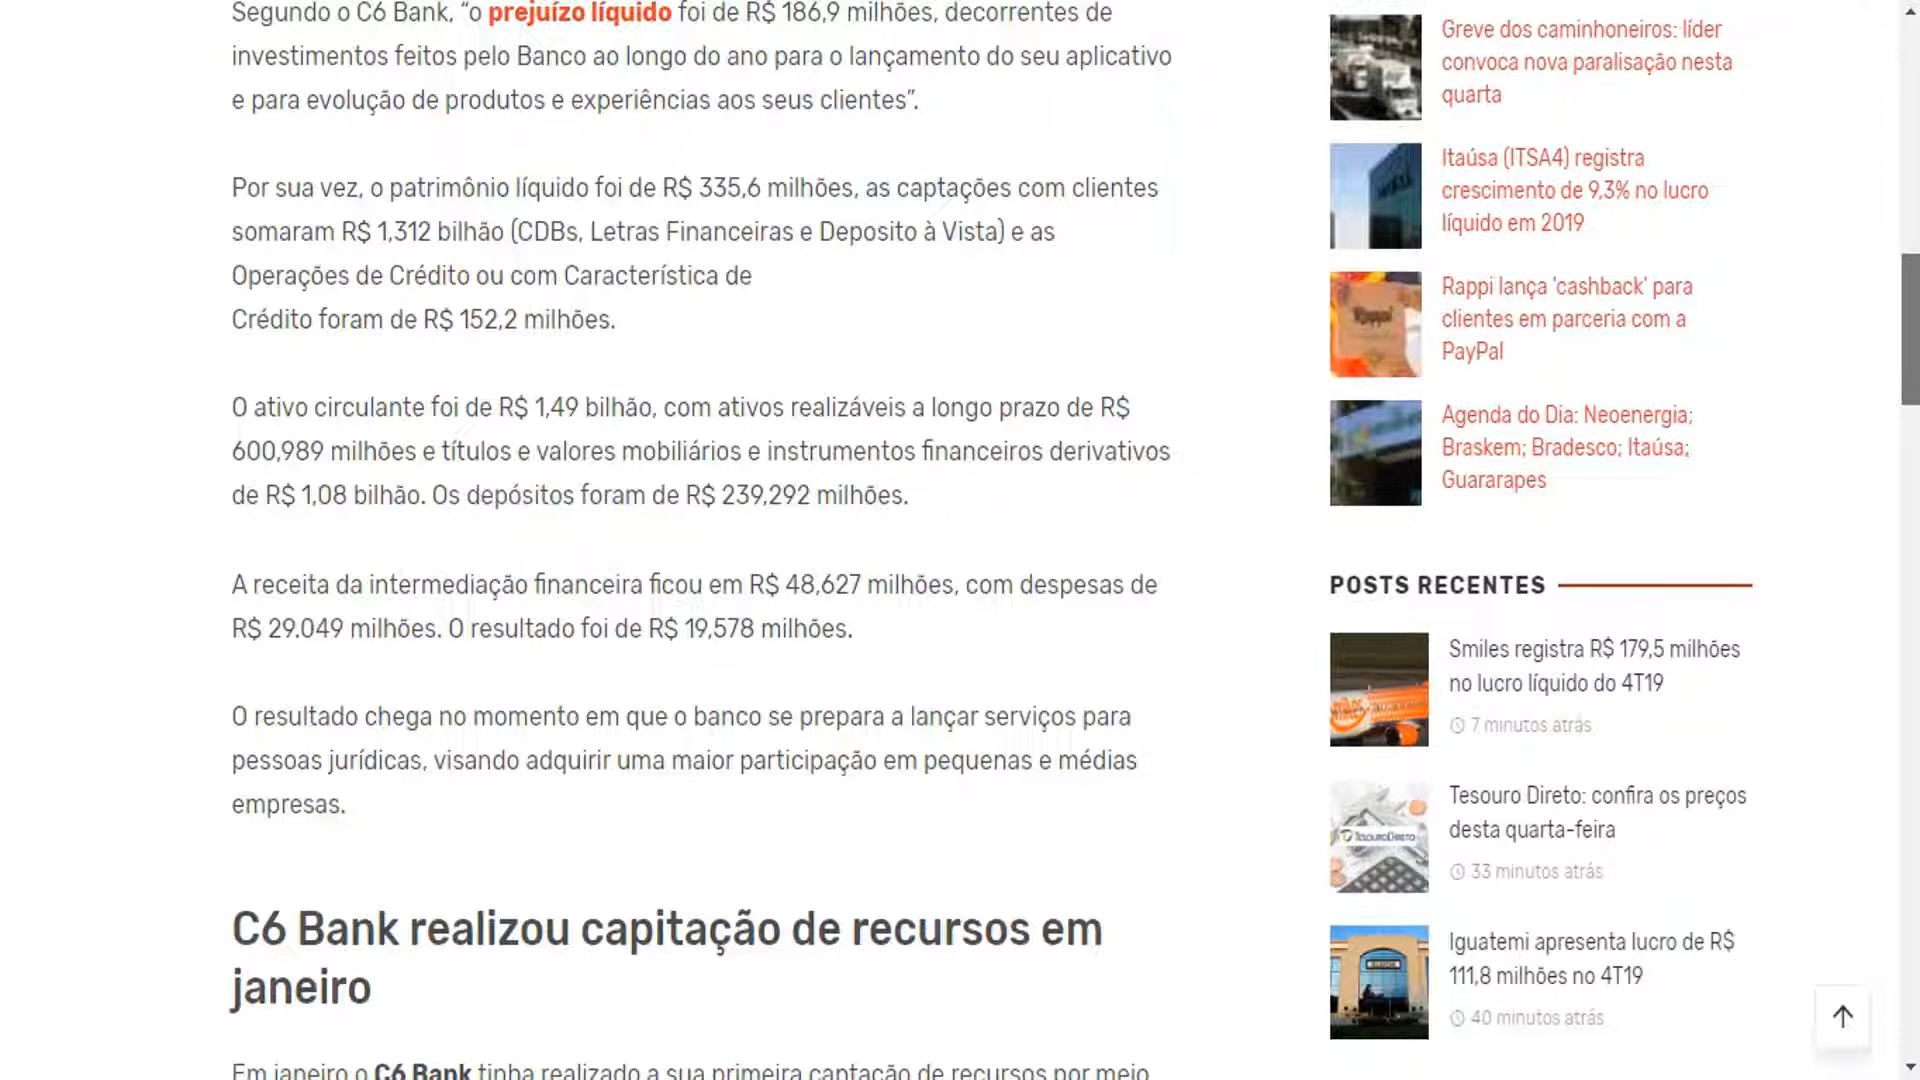 Segundo o C6 Bank, “o prejuízo líquido foi de R$ 186,9 milhões, decorrentes de
investimentos feitos pelo Banco ao longo do ano para o lançamento do seu aplicativo
e para evolução de produtos e experiências aos seus clientes”.
Por sua vez, o patrimônio líquido foi de R$ 335,6 milhões, as captações com clientes
somaram R$ 1,312 bilhão (CDBs, Letras Financeiras e Deposito à Vista) e as
Operações de Crédito ou com Característica de
Crédito foram de R$ 152,2 milhões.
O ativo circulante foi de R$ 1,49 bilhão, com ativos realizáveis a longo prazo de R$
600,989 milhões e títulos e valores mobiliários e instrumentos financeiros derivativos
de R$ 1,08 bilhão. Os depósitos foram de R$ 239,292 milhões.
A receita da intermediação financeira ficou em R$ 48,627 milhões, com despesas de
R$ 29.049 milhões. O resultado foi de R$ 19,578 milhões.
O resultado chega no momento em que o banco se prepara a lançar serviços para
pessoas jurídicas, visando adquirir uma maior participação em pequenas e médias
empresas.
C6 Bank realizou capitação de recursos em
janeiro
Em janeiro o C6 Bank tinha realizado a sua primeira captação de recursos por meio
Greve dos caminhoneiros: líder
convoca nova paralisação nesta
quarta
Itaúsa (ITSA4) registra
crescimento de 9,3% no lucro
líquido em 2019
Rappi
Rappi lança 'cashback' para
clientes em parceria com a
PayPal
Agenda do Dia: Neoenergia;
Braskem; Bradesco; Itaúsa;
Guararapes
POSTS RECENTES
Smiles registra R$ 179,5 milhões
no lucro líquido do 4T19
7 minutos atrás
TesouroDireto
Tesouro Direto: confira os preços
desta quarta-feira
33 minutos atrás
Iguatemi apresenta lucro de R$
111,8 milhões no 4T19
40 minutos atrás